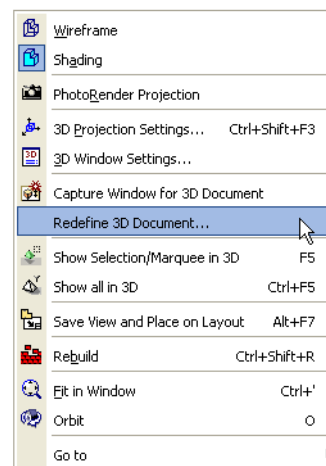 Wireframe
Shading
PhotoRender Projection
3D Projection Settings... Ctrl+Shift+F3
3D
3D Window Settings...
Capture Window for 3D Document
Redefine 3D Document...
Show Selection/Marquee in 3D F5
Show all in 3D Ctrl+F5
Save View and Place on Layout Alt+F7
Rebuild Ctrl+Shift+R
Fit in Window Ctrl+'
Orbit O
Go to